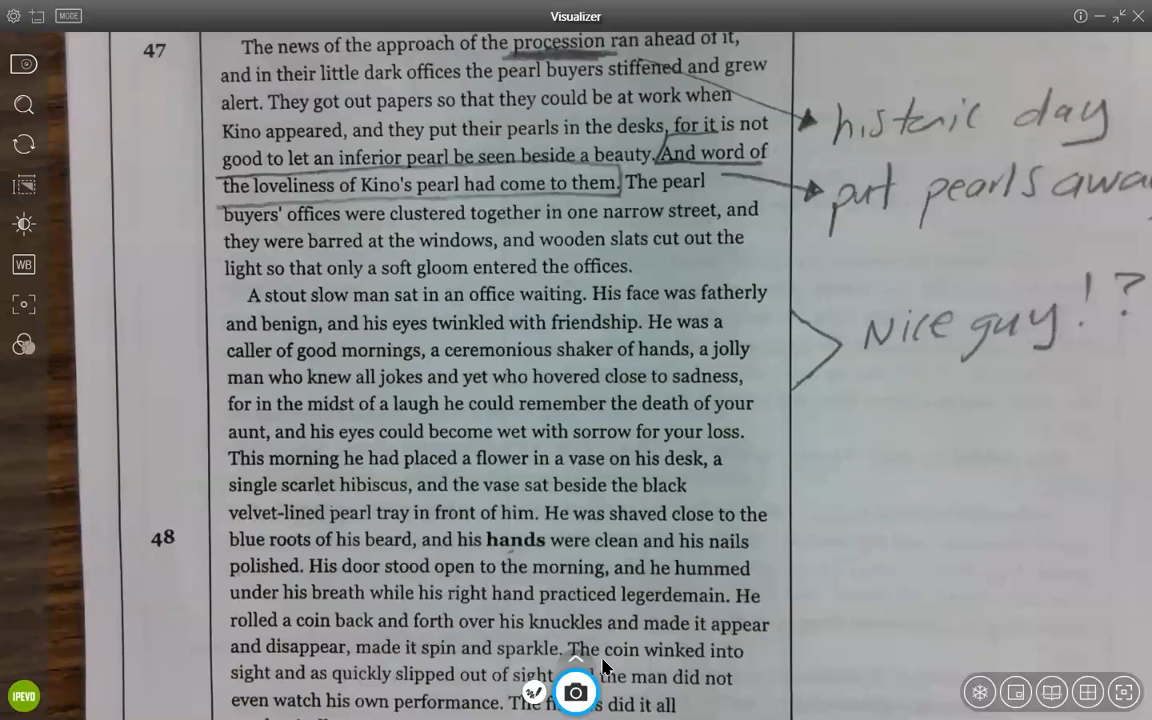 Visualizer
MODE
47
The news of the approach of the procession ran ahead of it,
and in their little dark offices the pearl buyers stiffened and grew
alert. They got out papers so that they could be at work when
Kino appeared, and they put their pearls in the desks, for it is not
good to let an inferior pearl be seen beside a beauty. And word of
the loveliness of Kino's pearl had come to them. The pearl
buyers' offices were clustered together in one narrow street, and
they were barred at the windows, and wooden slats cut out the
light so that only a soft gloom entered the offices.
A stout slow man sat in an office waiting. His face was fatherly
and benign, and his eyes twinkled with friendship. He was a
caller of good mornings, a ceremonious shaker of hands, a jolly
man who knew all jokes and yet who hovered close to sadness,
for in the midst of a laugh he could remember the death of your
aunt, and his eyes could become wet with sorrow for your loss.
This morning he had placed a flower in a vase on his desk, a
single scarlet hibiscus, and the vase sat beside the black
velvet-lined pearl tray in front of him. He was shaved close to the
48
blue roots of his beard, and his hands were clean and his nails
polished. His door stood open to the morning, and he hummed
under his breath while his right hand practiced legerdemain. He
rolled a coin back and forth over his knuckles and made it appear
and disappear, made it spin and sparkle. The coin winked into
sight and as quickly slipped out of sight the man did not
even watch his own performance. did it all
historic day
put pearls
Nice guy!?
WB
IPEVO